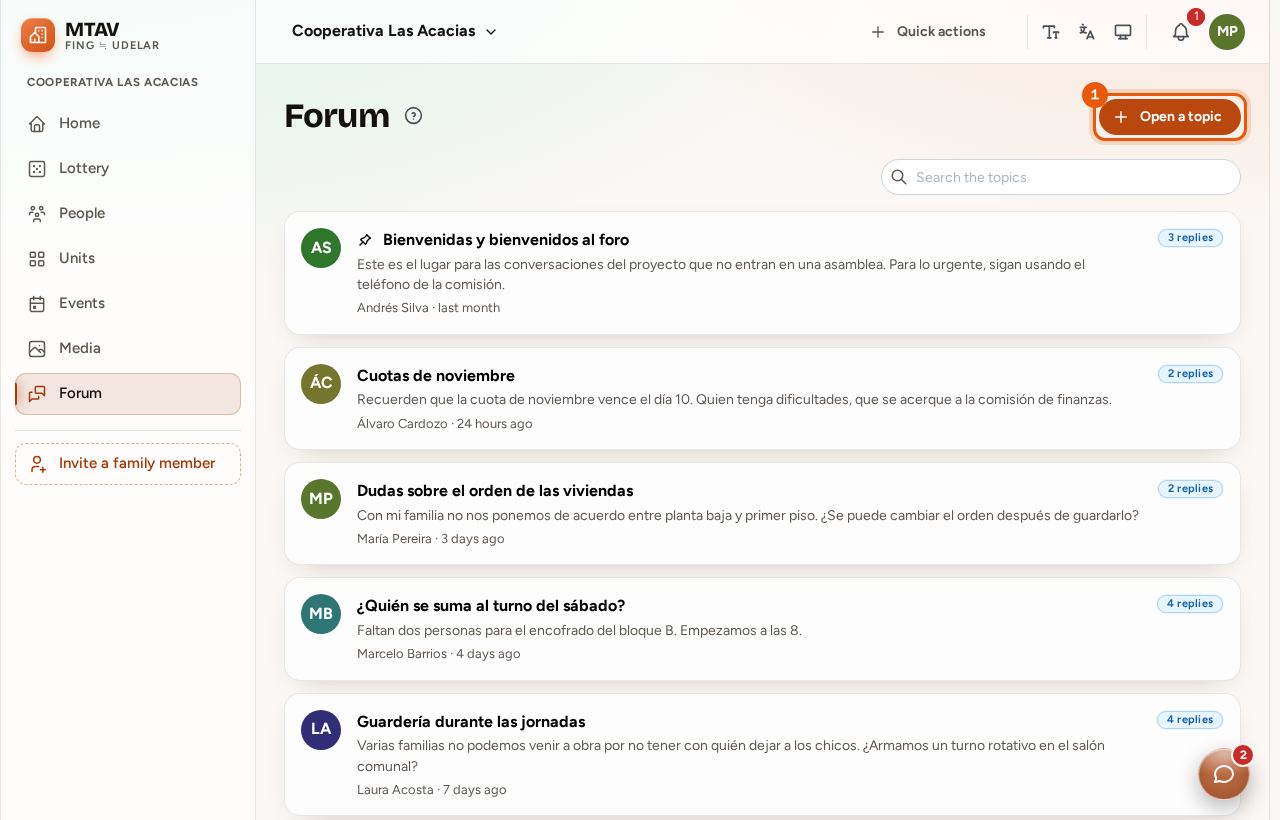 MTAV
FING ≒ UDELAR
COOPERATIVA LAS ACACIAS
Home
Lottery
People
Units
Events
Media
Forum
Invite a family member
Cooperativa Las Acacias
Quick actions
1
MP
Forum
?
1
Open a topic
Search the topics
AS
Bienvenidas y bienvenidos al foro
3 replies
Este es el lugar para las conversaciones del proyecto que no entran en una asamblea. Para lo urgente, sigan usando el
teléfono de la comisión.
Andrés Silva · last month
ÁC
Cuotas de noviembre
2 replies
Recuerden que la cuota de noviembre vence el día 10. Quien tenga dificultades, que se acerque a la comisión de finanzas.
Álvaro Cardozo · 24 hours ago
MP
Dudas sobre el orden de las viviendas
2 replies
Con mi familia no nos ponemos de acuerdo entre planta baja y primer piso. ¿Se puede cambiar el orden después de guardarlo?
María Pereira · 3 days ago
MB
¿Quién se suma al turno del sábado?
4 replies
Faltan dos personas para el encofrado del bloque B. Empezamos a las 8.
Marcelo Barrios · 4 days ago
LA
Guardería durante las jornadas
4 replies
Varias familias no podemos venir a obra por no tener con quién dejar a los chicos. ¿Armamos un turno rotativo en el salón
comunal?
Laura Acosta · 7 days ago
2